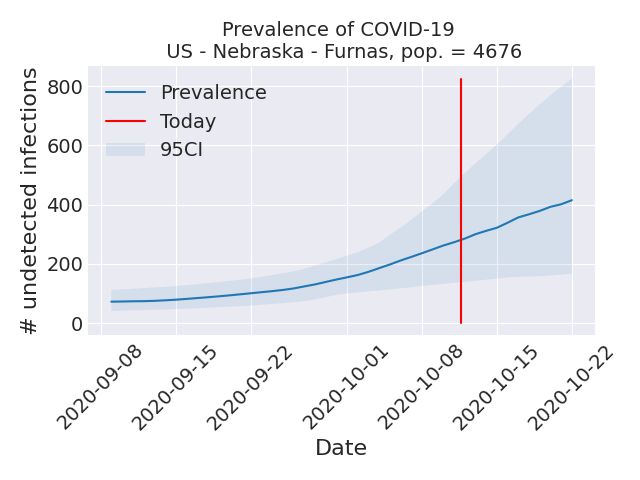 Prevalence of COVID-19
US - Nebraska - Furnas, pop. = 4676
# undetected infections
800
600
400
200
0
Prevalence
Today
95CI
2020-09-08
2020-09-15
2020-09-22
2020-10-01
2020-10-08
2020-10-15
2020-10-22
Date